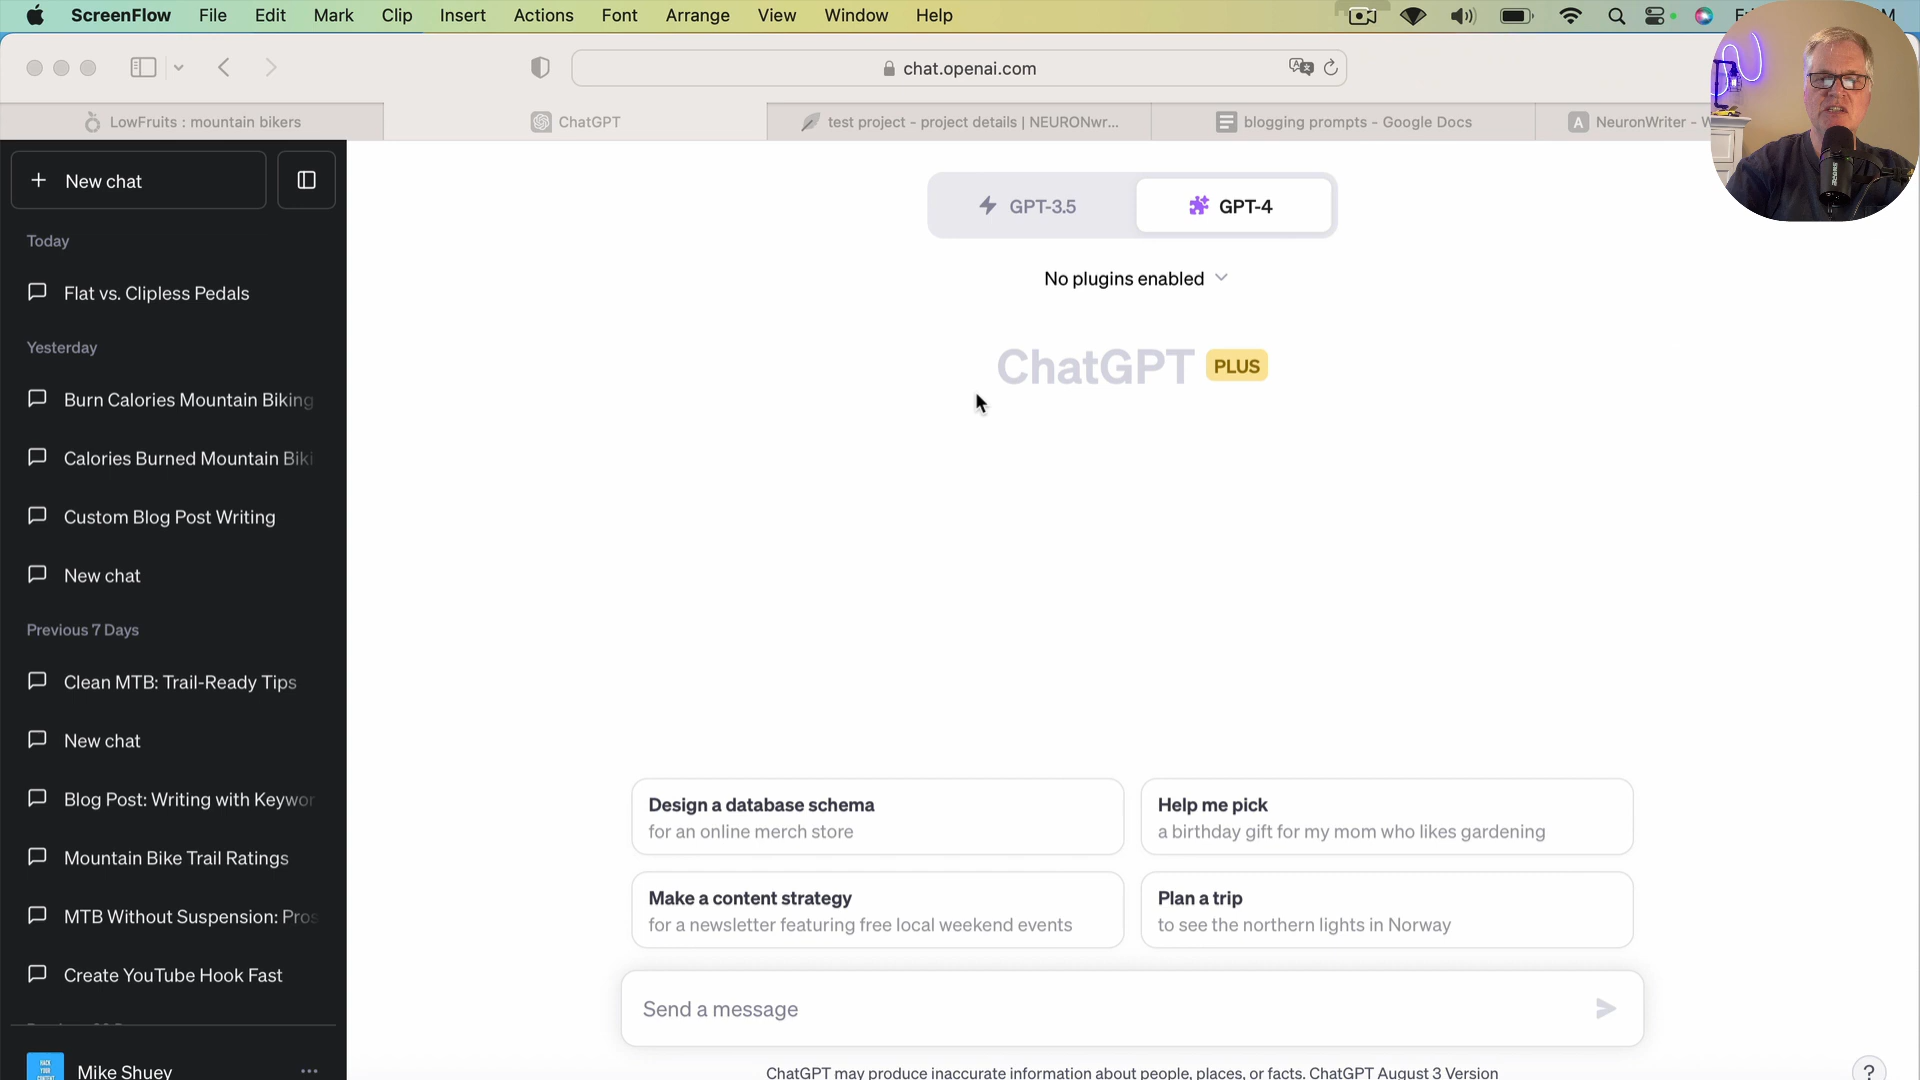 ScreenFlow File Edit Mark Clip Insert Actions Font Arrange View Window Help
chat.openai.com
LowFruits : mountain bikers
ChatGPT
test project - project details | NEURONwr...
blogging prompts - Google Docs
NeuronWriter -
New chat
Today
Flat vs. Clipless Pedals
Yesterday
Burn Calories Mountain Biking
Calories Burned Mountain Biki
Custom Blog Post Writing
New chat
Previous 7 Days
Clean MTB: Trail-Ready Tips
New chat
Blog Post: Writing with Keywor
Mountain Bike Trail Ratings
MTB Without Suspension: Pros
Create YouTube Hook Fast
Mike Shuey
GPT-3.5
GPT-4
No plugins enabled
ChatGPT PLUS
Design a database schema
for an online merch store
Help me pick
a birthday gift for my mom who likes gardening
Make a content strategy
for a newsletter featuring free local weekend events
Plan a trip
to see the northern lights in Norway
Send a message
ChatGPT may produce inaccurate information about people, places, or facts. ChatGPT August 3 Version
?